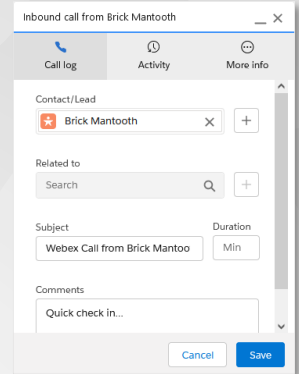 Inbound call from Brick Mantooth
Call log Activity More info
Contact/Lead
Brick Mantooth
Related to
Search
Subject Duration
Webex Call from Brick Mantoo Min
Comments
Quick check in...
Cancel Save